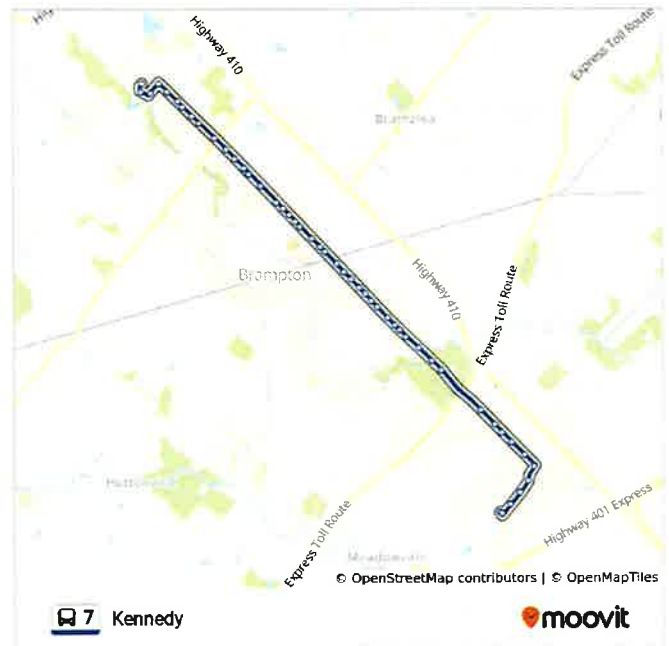 Highway 410
Express Toll Route
Bramalea
Brampton
Highway 410
Express Toll Route
Express Toll Route
Highway 401 Express
Meadowvale
© OpenStreetMap contributors | © OpenMapTiles
7 Kennedy
moovit